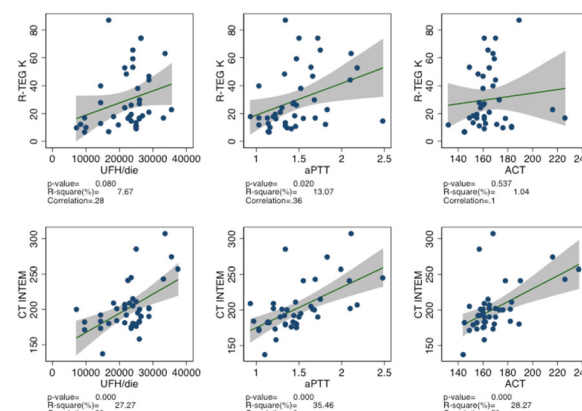 R-TEG K
80
60
40
20
0
0 10000 20000 30000 40000
UFH/die
p-value= 0.080
R-square(%)= 7.67
Correlation=.28
R-TEG K
80
60
40
20
0
1 1.5 2 2.5
aPTT
p-value= 0.020
R-square(%)= 13.07
Correlation=.36
R-TEG K
80
60
40
20
0
140 160 180 200 220 24
ACT
p-value= 0.537
R-square(%)= 1.04
Correlation=.1
CT INTEM
300
250
200
150
0 10000 20000 30000 40000
UFH/die
p-value= 0.000
R-square(%)= 27.27
CT INTEM
300
250
200
150
1 1.5 2 2.5
aPTT
p-value= 0.000
R-square(%)= 35.46
CT INTEM
300
250
200
150
140 160 180 200 220 24
ACT
p-value= 0.000
R-square(%)= 28.27